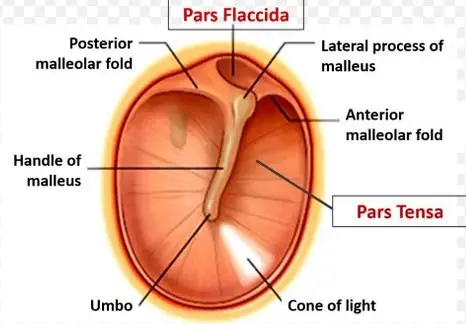 Pars Flaccida
Posterior
malleolar fold
Lateral process of
malleus
Anterior
malleolar fold
Handle of
malleus
Pars Tensa
Umbo
Cone of light